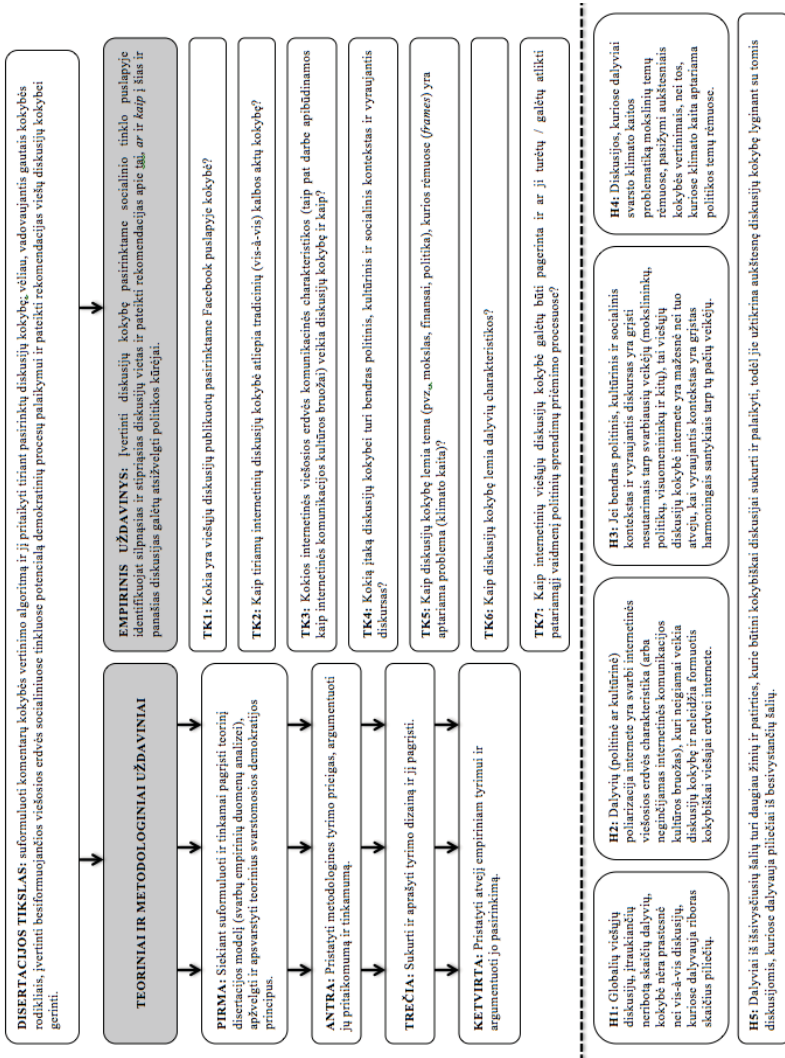 DISERTACIJOS TIKSLAS: suformuluoti komentarų kokybės vertinimo algoritmą ir jį pritaikyti tiriant pasirinktų diskusijų kokybę; vėliau, vadovaujantis gautais kokybės
rodikliais, įvertinti besiformuojančios viešosios erdvės socialiniuose tinkluose potencialą demokratinių procesų palaikymui ir pateikti rekomendacijas viešų diskusijų kokybei
gerinti.
TEORINIAI IR METODOLOGINIAI UŽDAVINIAI
PIRMA: Siekiant suformuluoti ir tinkamai pagrįsti teorinį
disertacijos modelį (svarbų empirinių duomenų analizei),
apžvelgti ir apsvarstyti teorinius svarstomosios demokratijos
principus.
ANTRA: Pristatyti metodologines tyrimo prieigas, argumentuoti
jų pritaikomumą ir tinkamumą.
TREČIA: Sukurti ir aprašyti tyrimo dizainą ir jį pagrįsti.
KETVIRTA: Pristatyti atvejį empiriniam tyrimui ir
argumentuoti jo pasirinkimą.
EMPIRINIS UŽDAVINYS: Įvertinti diskusijų kokybę pasirinktame socialinio tinklo puslapyje
identifikuojat silpnąsias ir stipriąsias diskusijų vietas ir pateikti rekomendacijas apie tai, ar ir kaip į šias ir
panašias diskusijas galėtų atsižvelgti politikos kūrėjai.
TK1: Kokia yra viešųjų diskusijų publikuotų pasirinktame Facebook puslapyje kokybė?
TK2: Kaip tiriamų internetinių diskusijų kokybė atliepia tradicinių (vis-à-vis) kalbos aktų kokybę?
TK3: Kokios internetinės viešosios erdvės komunikacinės charakteristikos (taip pat darbe apibūdinamos
kaip internetinės komunikacijos kultūros bruožai) veikia diskusijų kokybę ir kaip?
TK4: Kokią įtaką diskusijų kokybei turi bendras politinis, kultūrinis ir socialinis kontekstas ir vyraujantis
diskursas?
TK5: Kaip diskusijų kokybę lemia tema (pvz., mokslas, finansai, politika), kurios rėmuose (frames) yra
aptariama problema (klimato kaita)?
TK6: Kaip diskusijų kokybę lemia dalyvių charakteristikos?
TK7: Kaip internetinių viešųjų diskusijų kokybė galėtų būti pagerinta ir ar ji turėtų / galėtų atlikti
patariamąjį vaidmenį politinių sprendimų priėmimo procesuose?
H1: Globalių viešųjų
diskusijų, įtraukiančių
neribotą skaičių dalyvių,
kokybė nėra prastesnė
nei vis-à-vis diskusijų,
kuriose dalyvauja riboras
skaičius piliečių.
H2: Dalyvių (politinė ar kultūrinė)
poliarizacija internete yra svarbi internetinės
viešosios erdvės charakteristika (arba
neginčijamas internetinės komunikacijos
kultūros bruožas), kuri neigiamai veikia
diskusijų kokybę ir neleidžia formuotis
kokybiškai viešajai erdvei internete.
H3: Jei bendras politinis, kultūrinis ir socialinis
kontekstas ir vyraujantis diskursas yra grįsti
nesutarimais tarp svarbiausių veikėjų (mokslininkų,
politikų, visuomenininkų ir kitų), tai viešųjų
diskusijų kokybė internete yra mažesnė nei tuo
atveju, kai vyraujantis kontekstas yra grįstas
harmoningais santykiais tarp tų pačių veikėjų.
H4: Diskusijos, kuriose dalyviai
svarsto klimato kaitos
problematiką mokslinių temų
rėmuose, pasižymi aukštesniais
kokybės vertinimais, nei tos,
kuriose klimato kaita aptariama
politikos temų rėmuose.
H5: Dalyviai iš išsivysčiusių šalių turi daugiau žinių ir patirties, kurie būtini kokybiškai diskusijai sukurti ir palaikyti, todėl jie užtikrina aukštesnę diskusijų kokybę lyginant su tomis
diskusijomis, kuriose dalyvauja piliečiai iš besivystančių šalių.